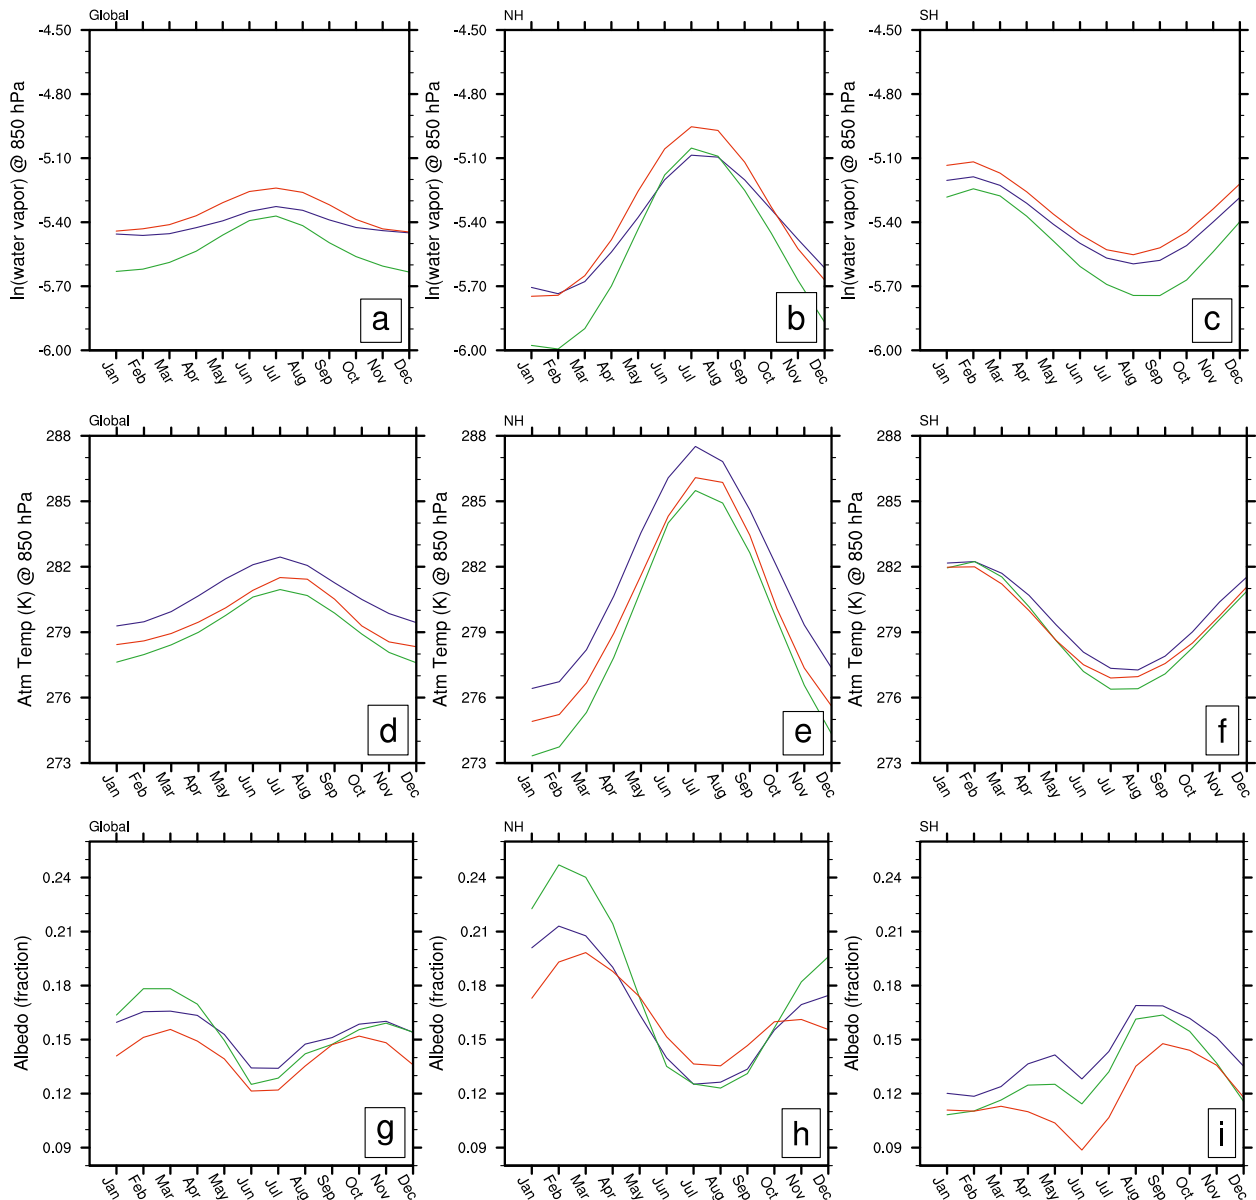 Global
NH
SH
ln(water vapor) @ 850 hPa
-4.50
-4.80
-5.10
-5.40
-5.70
-6.00
a
Jan Feb Mar Apr May Jun Jul Aug Sep Oct Nov Dec
ln(water vapor) @ 850 hPa
-4.50
-4.80
-5.10
-5.40
-5.70
-6.00
b
Jan Feb Mar Apr May Jun Jul Aug Sep Oct Nov Dec
ln(water vapor) @ 850 hPa
-4.50
-4.80
-5.10
-5.40
-5.70
-6.00
c
Jan Feb Mar Apr May Jun Jul Aug Sep Oct Nov Dec
Global
NH
SH
Atm Temp (K) @ 850 hPa
288
285
282
279
276
273
d
Jan Feb Mar Apr May Jun Jul Aug Sep Oct Nov Dec
Atm Temp (K) @ 850 hPa
288
285
282
279
276
273
e
Jan Feb Mar Apr May Jun Jul Aug Sep Oct Nov Dec
Atm Temp (K) @ 850 hPa
288
285
282
279
276
273
f
Jan Feb Mar Apr May Jun Jul Aug Sep Oct Nov Dec
Global
NH
SH
Albedo (fraction)
0.24
0.21
0.18
0.15
0.12
0.09
g
Jan Feb Mar Apr May Jun Jul Aug Sep Oct Nov Dec
Albedo (fraction)
0.24
0.21
0.18
0.15
0.12
0.09
h
Jan Feb Mar Apr May Jun Jul Aug Sep Oct Nov Dec
Albedo (fraction)
0.24
0.21
0.18
0.15
0.12
0.09
i
Jan Feb Mar Apr May Jun Jul Aug Sep Oct Nov Dec